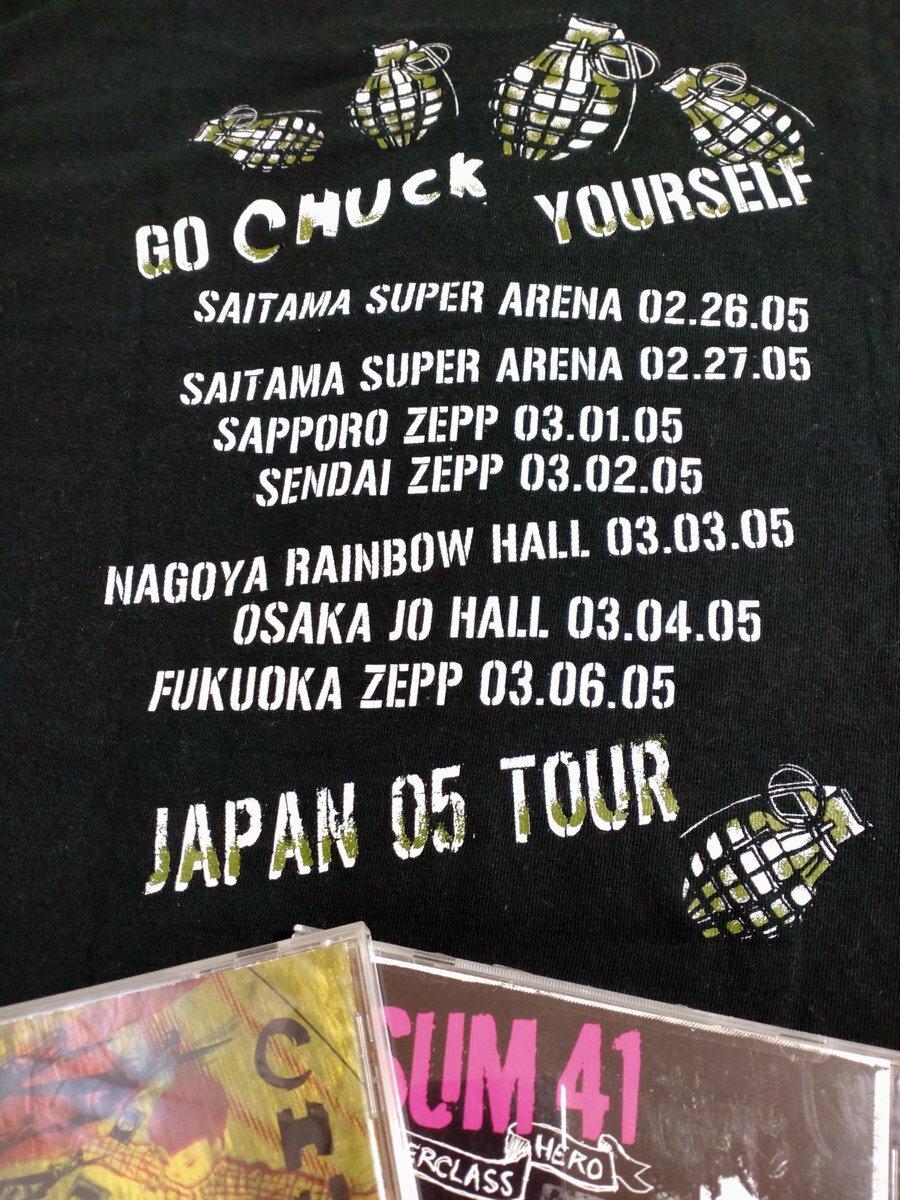 GO CHUCK YOURSELF
SAITAMA SUPER ARENA 02.26.05
SAITAMA SUPER ARENA 02.27.05
SAPPORO ZEPP 03.01.05
SENDAI ZEPP 03.02.05
NAGOYA RAINBOW HALL 03.03.05
OSAKA JO HALL 03.04.05
FUKUOKA ZEPP 03.06.05
JAPAN 05 TOUR
SUM 41
ERCLASS HERO